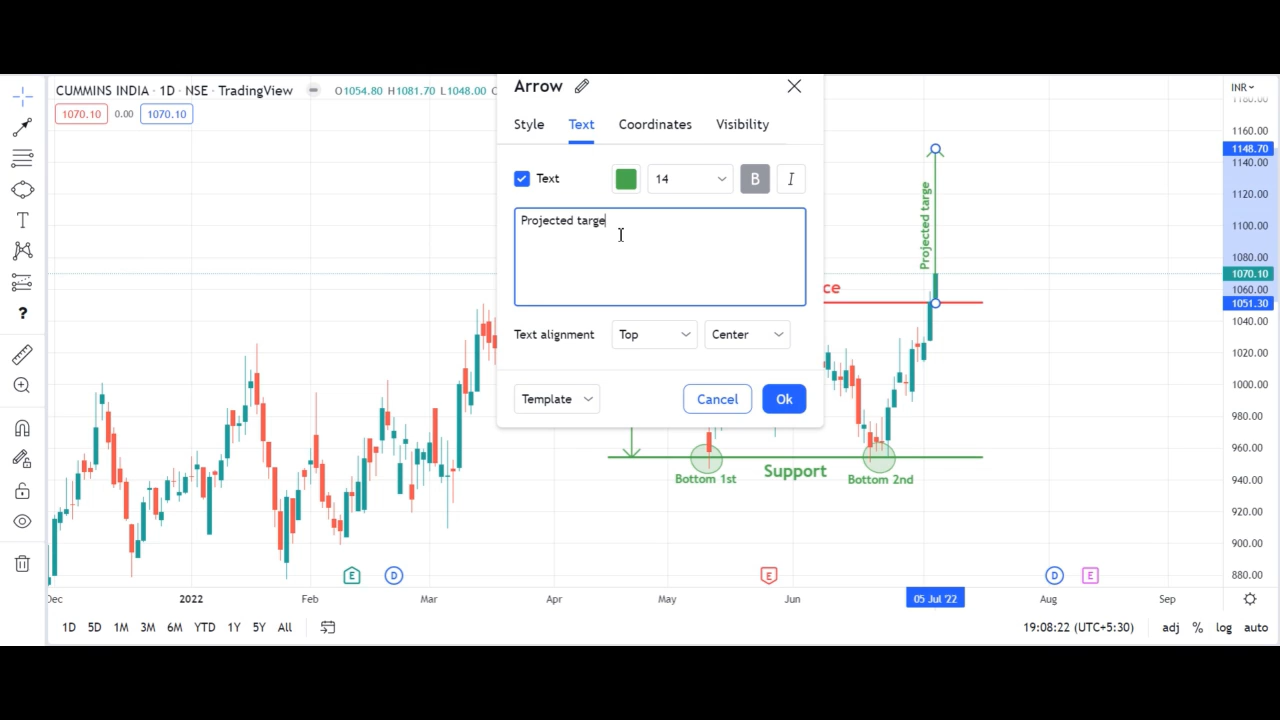 CUMMINS INDIA · 1D · NSE · TradingView
O1054.80 H1081.70 L1048.00 C
1070.10 0.00 1070.10
Arrow
Style Text Coordinates Visibility
Text 14 B I
Projected targe
Text alignment Top Center
Template Cancel Ok
ce
Projected targe
Bottom 1st
Support
Bottom 2nd
INR
1180.00
1160.00
1148.70
1140.00
1120.00
1100.00
1080.00
1070.10
1060.00
1051.30
1040.00
1020.00
1000.00
980.00
960.00
940.00
920.00
900.00
880.00
E D E D E
Dec 2022 Feb Mar Apr May Jun 05 Jul '22 Aug Sep
1D 5D 1M 3M 6M YTD 1Y 5Y All
19:08:22 (UTC+5:30) adj % log auto